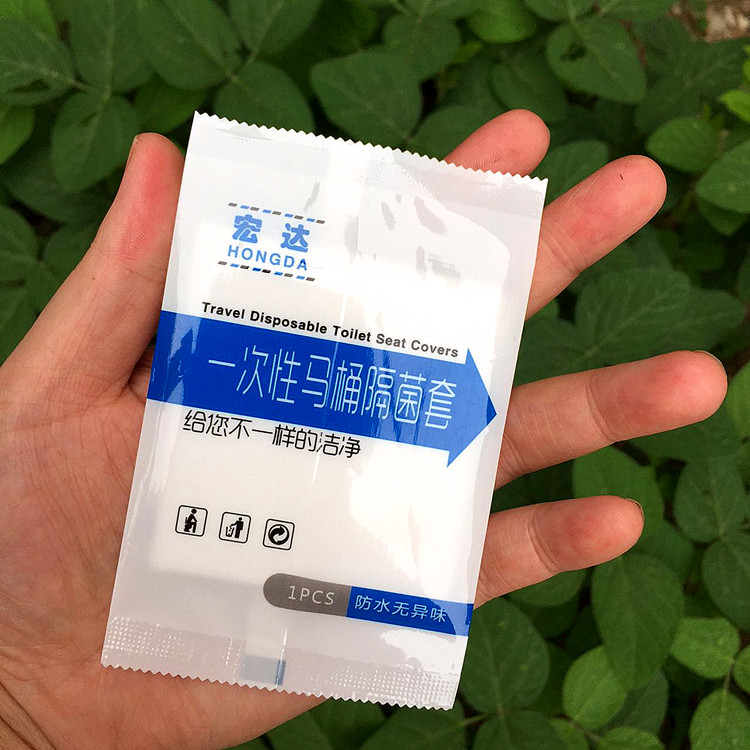 宏达
HONGDA
Travel Disposable Toilet Seat Covers
一次性马桶隔菌套
给您不一样的洁净
1PCS 防水无异味